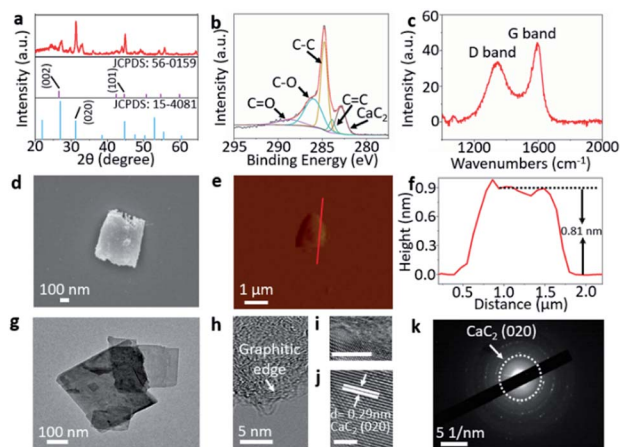 a
Intensity (a.u.)
JCPDS: 56-0159
(002)
(101)
JCPDS: 15-4081
(020)
20 30 40 50 60
2θ (degree)
b
Intensity (a.u.)
C-C
C-O
C=O
C=C
CaC2
295 290 285 280
Binding Energy (eV)
c
Intensity (a.u.)
60
40
20
0
D band
G band
1000
1200 1600 2000
Wavenumbers (cm-1)
d
100 nm
e
1 μm
f
Height (nm)
0.9
0.6
0.3
0.0
0.81 nm
0.5 1.0 1.5 2.0
Distance (μm)
g
100 nm
h
Graphitic
edge
5 nm
i
j
d= 0.29nm
CaC2 (020)
k
CaC2 (020)
5 1/nm